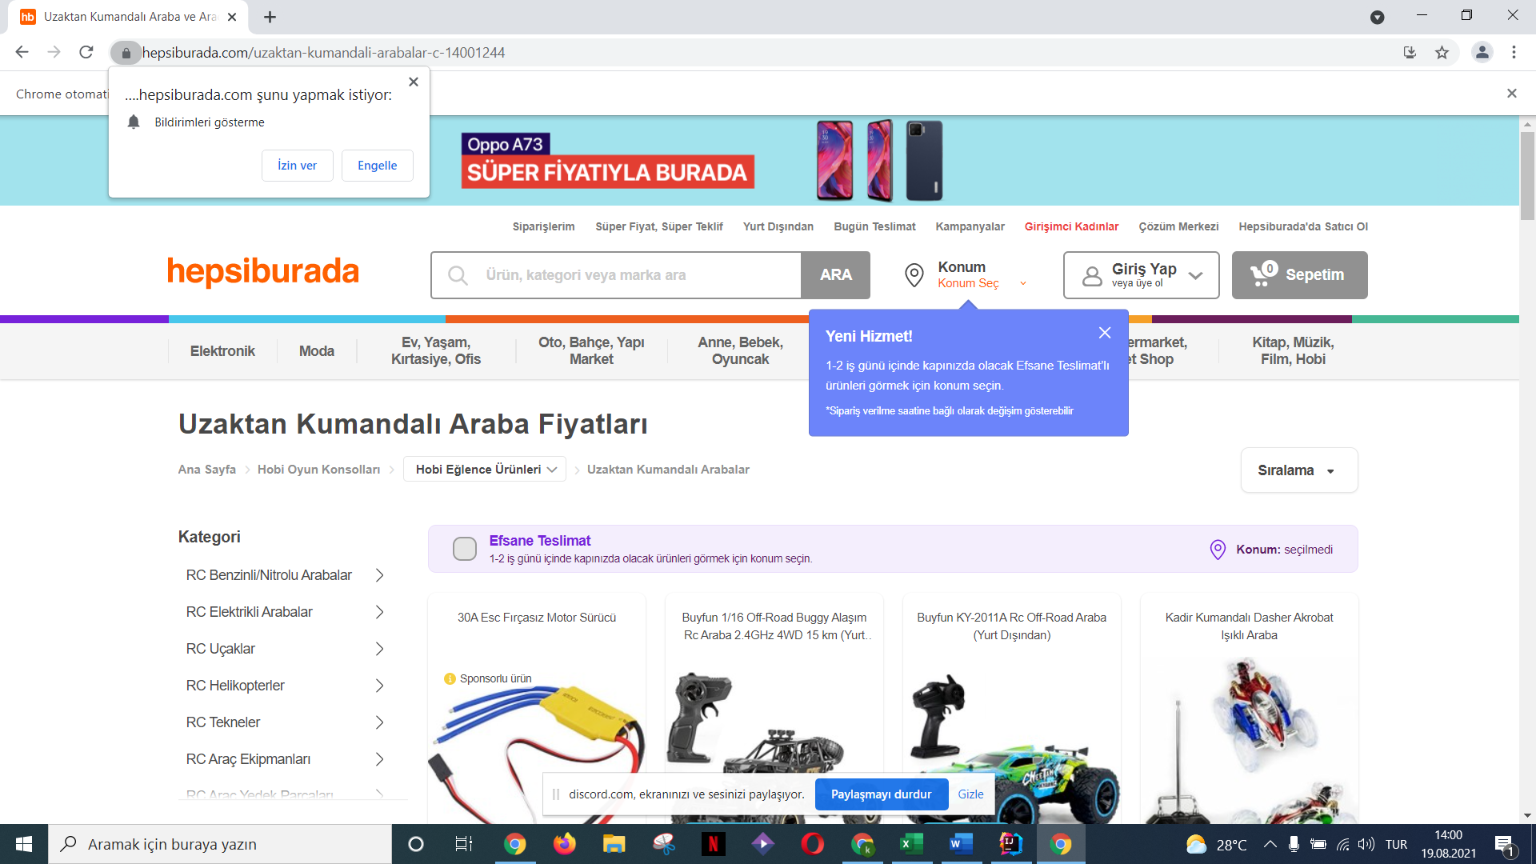 Uzaktan Kumandalı Araba ve Ara
hepsiburada.com/uzaktan-kumandali-arabalar-c-14001244
Chrome otomati
....hepsiburada.com şunu yapmak istiyor:
Bildirimleri gösterme
İzin ver
Engelle
Oppo A73
SÜPER FİYATIYLA BURADA
Siparişlerim
Süper Fiyat, Süper Teklif
Yurt Dışından
Bugün Teslimat
Kampanyalar
Girişimci Kadınlar
Çözüm Merkezi
Hepsiburada'da Satıcı Ol
hepsiburada
Ürün, kategori veya marka ara
ARA
Konum
Konum Seç
Giriş Yap
veya üye ol
0
Sepetim
Elektronik
Moda
Ev, Yaşam,
Kırtasiye, Ofis
Oto, Bahçe, Yapı
Market
Anne, Bebek,
Oyuncak
ermarket,
et Shop
Kitap, Müzik,
Film, Hobi
Yeni Hizmet!
1-2 iş günü içinde kapınızda olacak Efsane Teslimat'lı
ürünleri görmek için konum seçin.
*Sipariş verilme saatine bağlı olarak değişim gösterebilir
Uzaktan Kumandalı Araba Fiyatları
Ana Sayfa
Hobi Oyun Konsolları
Hobi Eğlence Ürünleri
Uzaktan Kumandalı Arabalar
Sıralama
Kategori
RC Benzinli/Nitrolu Arabalar
RC Elektrikli Arabalar
RC Uçaklar
RC Helikopterler
RC Tekneler
RC Araç Ekipmanları
RC Araç Yedek Parçaları
Efsane Teslimat
1-2 iş günü içinde kapınızda olacak ürünleri görmek için konum seçin.
Konum: seçilmedi
30A Esc Fırçasız Motor Sürücü
Sponsorlu ürün
Buyfun 1/16 Off-Road Buggy Alaşım
Rc Araba 2.4GHz 4WD 15 km (Yurt..
Buyfun KY-2011A Rc Off-Road Araba
(Yurt Dışından)
Kadir Kumandalı Dasher Akrobat
Işıklı Araba
discord.com, ekranınızı ve sesinizi paylaşıyor.
Paylaşmayı durdur
Gizle
Aramak için buraya yazın
28°C
TUR
14:00
19.08.2021
1